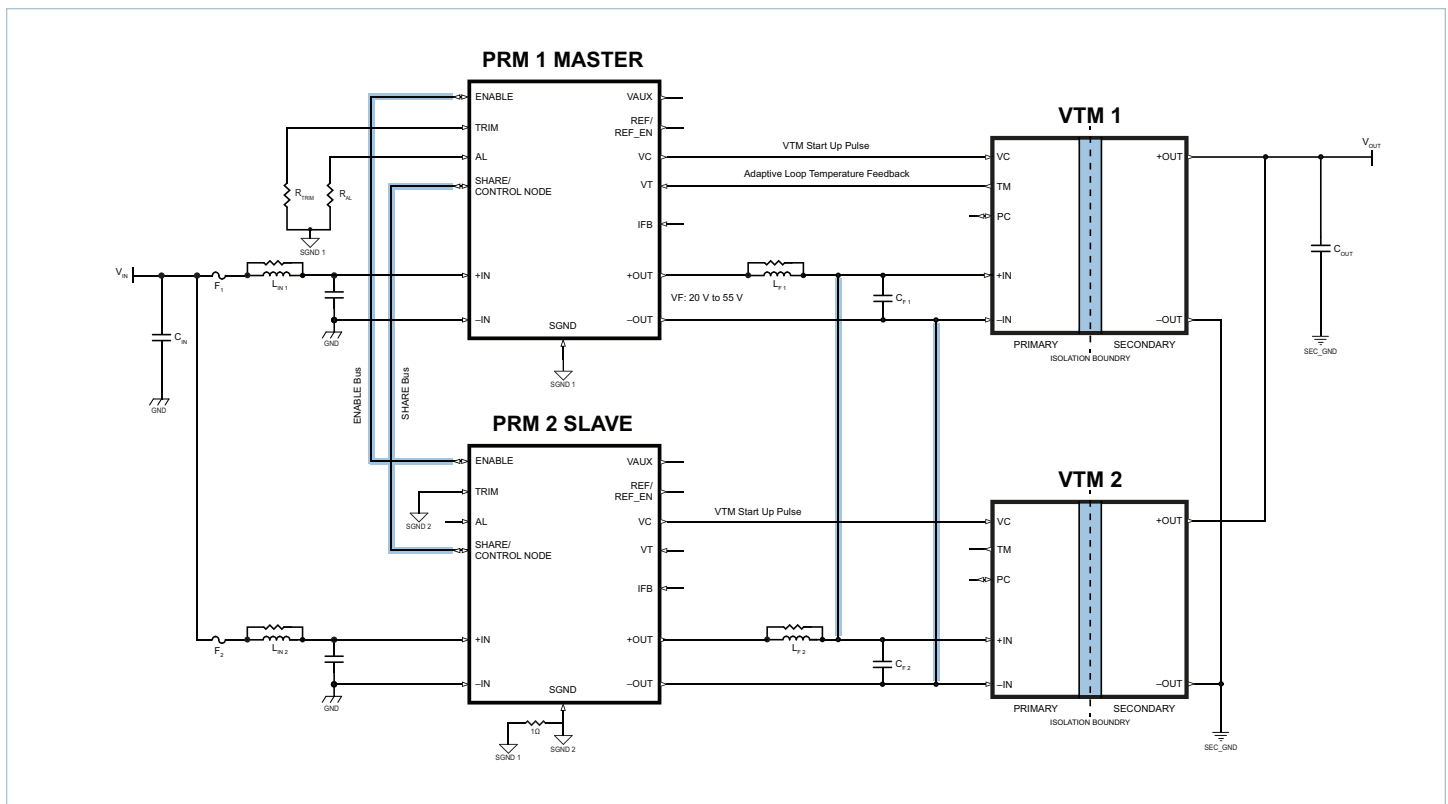 PRM 1 MASTER
ENABLE
TRIM
AL
SHARE/
CONTROL NODE
+IN
–IN
VAUX
REF/
REF_EN
VC
VT
IFB
+OUT
–OUT
SGND
SGND 1
R TRIM
R AL
SGND 1
V IN
F 1
L IN 1
C IN
GND
GND
ENABLE Bus
SHARE Bus
VTM Start Up Pulse
Adaptive Loop Temperature Feedback
L F 1
C F 1
VF: 20 V to 55 V
VTM 1
VC
TM
PC
+IN
–IN
+OUT
–OUT
PRIMARY
SECONDARY
ISOLATION BOUNDRY
V OUT
C OUT
SEC_GND
PRM 2 SLAVE
ENABLE
TRIM
AL
SHARE/
CONTROL NODE
+IN
–IN
VAUX
REF/
REF_EN
VC
VT
IFB
+OUT
–OUT
SGND
SGND 2
F 2
L IN 2
GND
1Ω
SGND 1
SGND 2
VTM Start Up Pulse
L F 2
C F 2
VTM 2
VC
TM
PC
+IN
–IN
+OUT
–OUT
PRIMARY
SECONDARY
ISOLATION BOUNDRY
SEC_GND